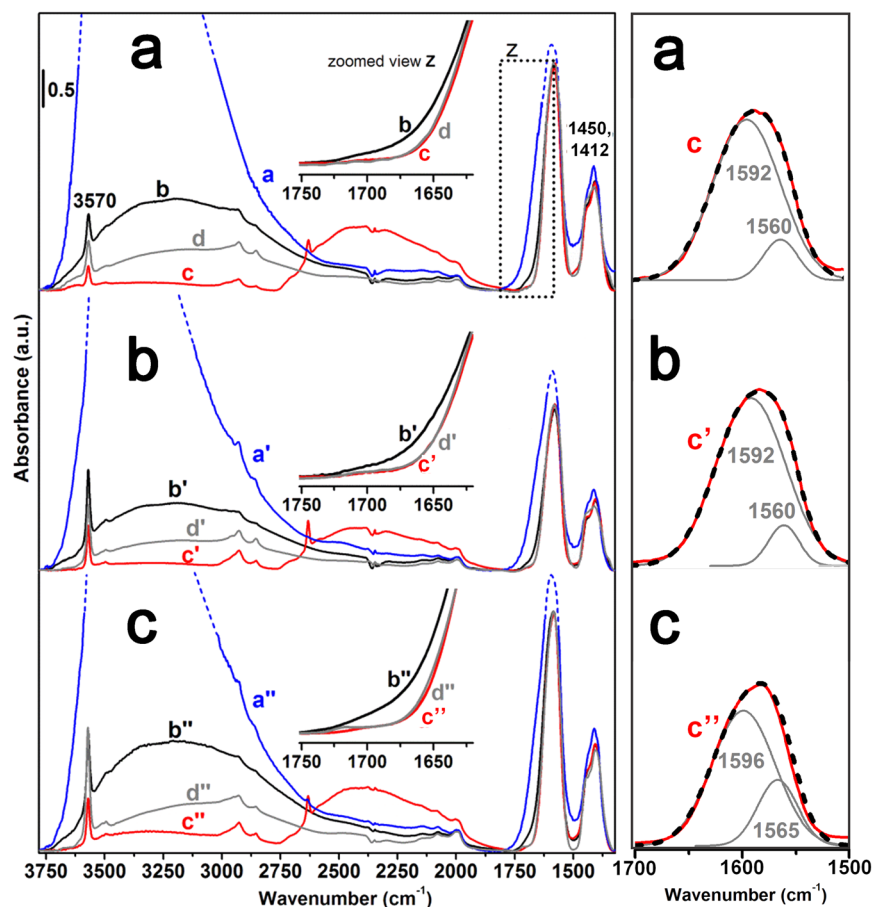 a
zoomed view z
Z
a
0.5
b
d
c
1450,
1412
c
3570
b
a
1592
d
1560
c
1750 1700 1650
b
b
b'
d'
c'
c'
a'
1592
b'
d'
1560
c'
1750 1700 1650
c
c
b''
d''
c''
c''
a''
1596
b''
d''
1565
c''
1750 1700 1650
3750 3500 3250 3000 2750 2500 2250 2000 1750 1500
1700 1600 1500
Wavenumber (cm-1)
Wavenumber (cm-1)
Absorbance (a.u.)